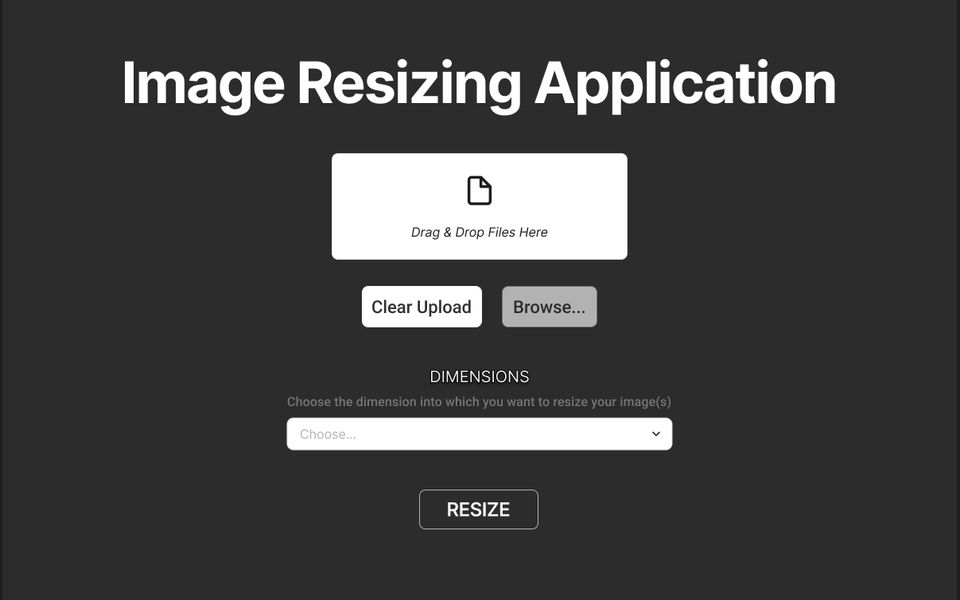 Image Resizing Application
Drag & Drop Files Here
Clear Upload
Browse...
DIMENSIONS
Choose the dimension into which you want to resize your image(s)
Choose...
RESIZE